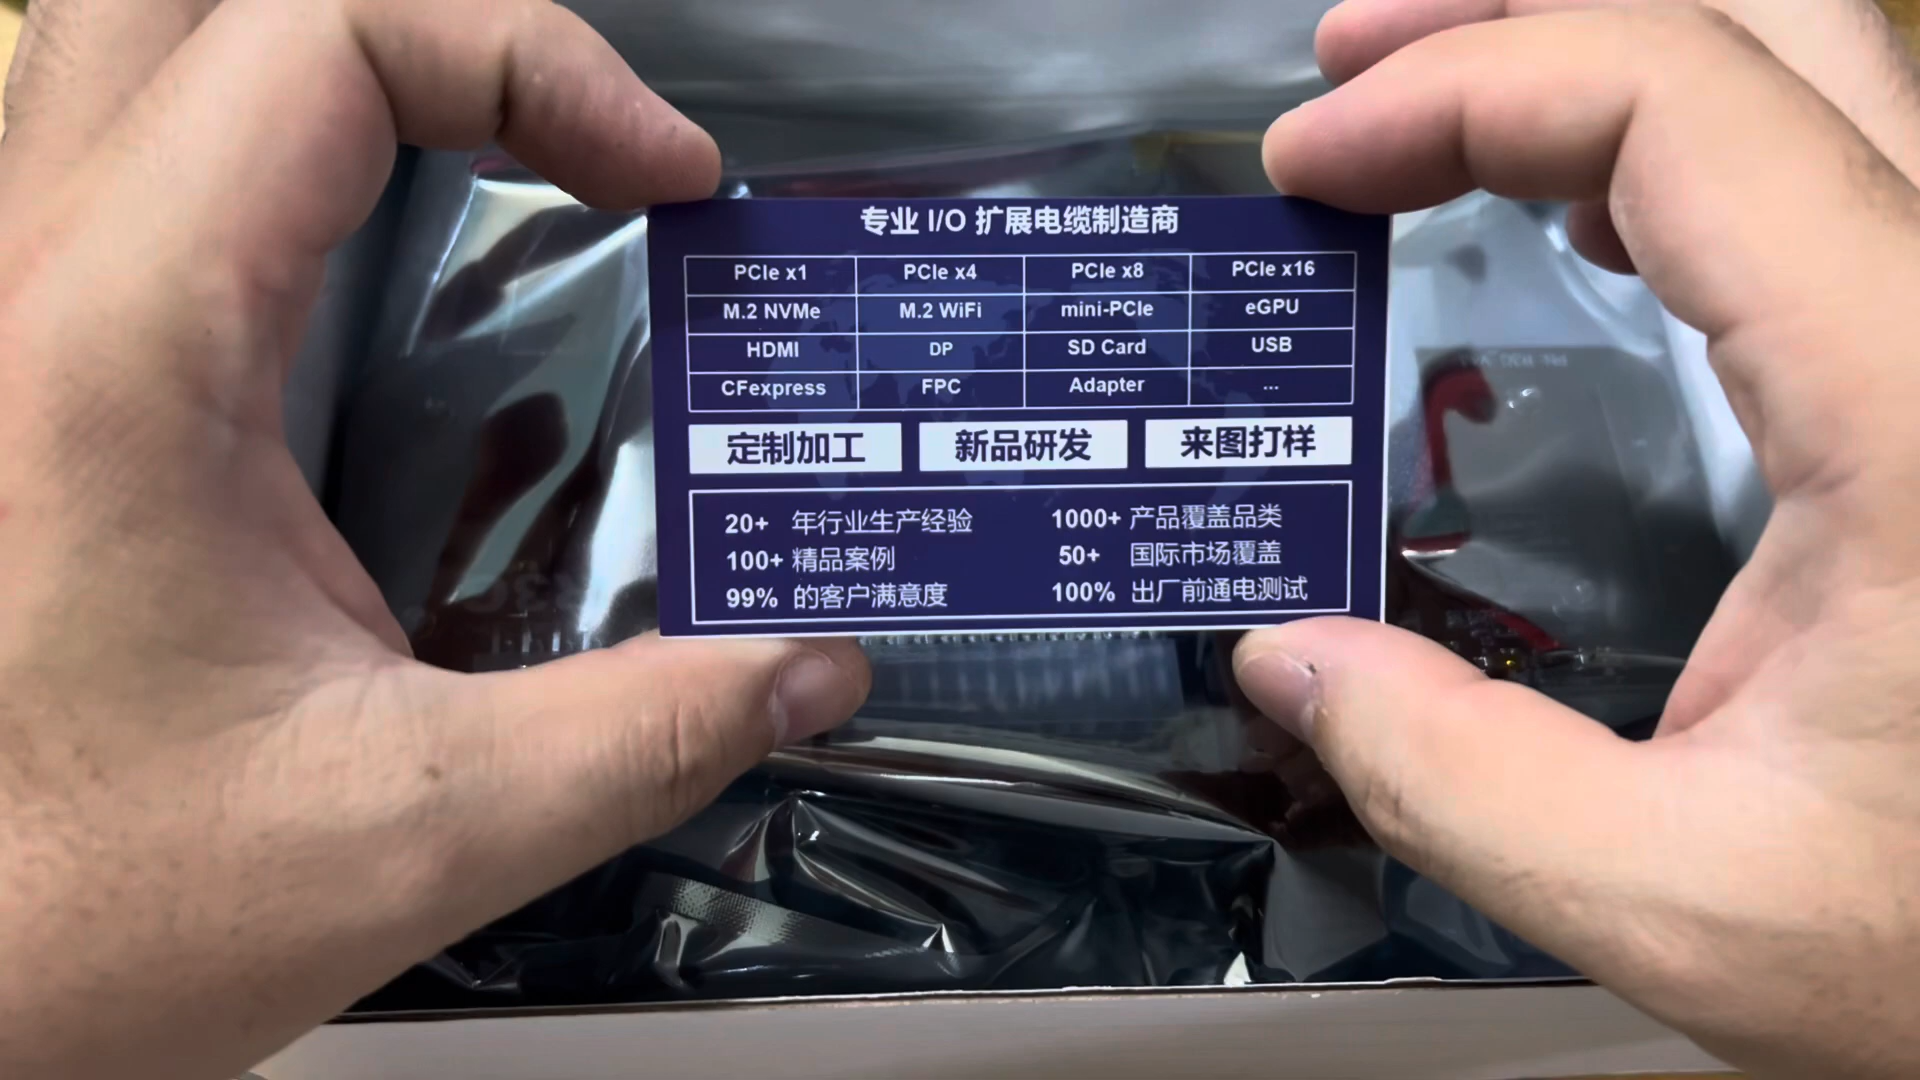 专业 I/O 扩展电缆制造商
PCIe x1 PCIe x4 PCIe x8 PCIe x16
M.2 NVMe M.2 WiFi mini-PCIe eGPU
HDMI DP SD Card USB
CFexpress FPC Adapter ...
定制加工 新品研发 来图打样
20+ 年行业生产经验 1000+ 产品覆盖品类
100+ 精品案例 50+ 国际市场覆盖
99% 的客户满意度 100% 出厂前通电测试